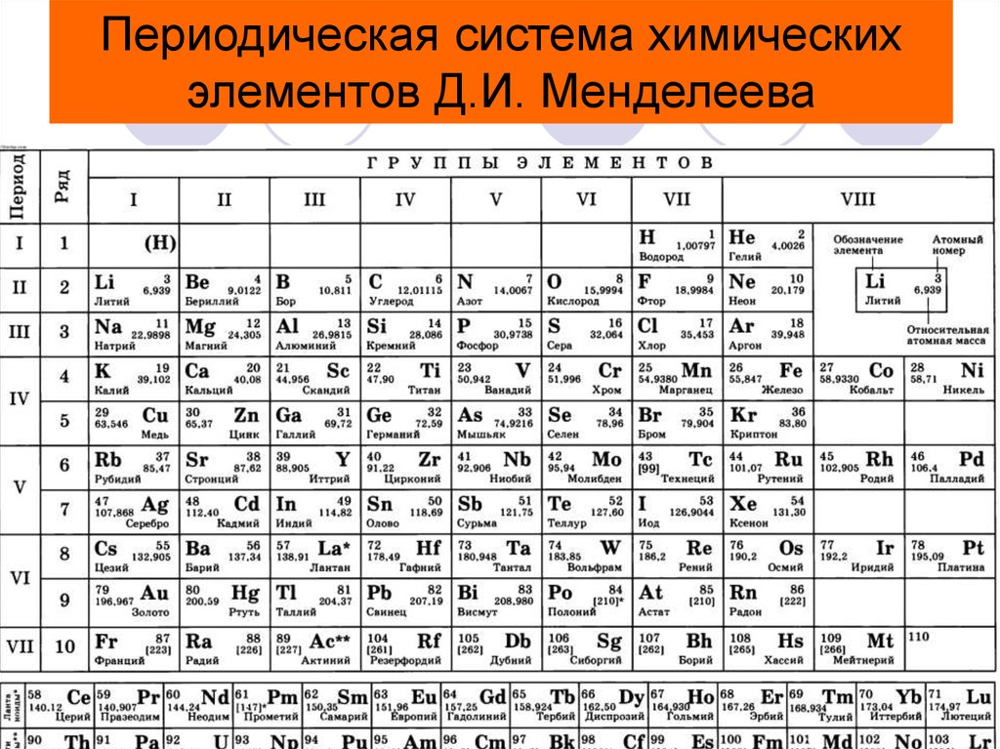 Периодическая система химических
элементов Д.И. Менделеева
Период
Ряд
ГРУППЫ ЭЛЕМЕНТОВ
I II III IV V VI VII VIII
I 1 (H) H 1 1,00797 Водород He 2 4,0026 Гелий
Обозначение элемента
Атомный номер
Li 3 6,939 Литий
Относительная атомная масса
II 2 Li 3 6,939 Литий Be 4 9,0122 Бериллий B 5 10,811 Бор C 6 12,01115 Углерод N 7 14,0067 Азот O 8 15,9994 Кислород F 9 18,9984 Фтор Ne 10 20,179 Неон
III 3 Na 11 22,9898 Натрий Mg 12 24,305 Магний Al 13 26,9815 Алюминий Si 14 28,086 Кремний P 15 30,9738 Фосфор S 16 32,064 Сера Cl 17 35,453 Хлор Ar 18 39,948 Аргон
IV 4 K 19 39,102 Калий Ca 20 40,08 Кальций 21 Sc 44,956 Скандий 22 Ti 47,90 Титан 23 V 50,942 Ванадий 24 Cr 51,996 Хром 25 Mn 54,9380 Марганец 26 Fe 55,847 Железо 27 Co 58,9330 Кобальт 28 Ni 58,71 Никель
5 29 Cu 63,546 Медь 30 Zn 65,37 Цинк Ga 31 69,72 Галлий Ge 32 72,59 Германий As 33 74,9216 Мышьяк Se 34 78,96 Селен Br 35 79,904 Бром Kr 36 83,80 Криптон
V 6 Rb 37 85,47 Рубидий Sr 38 87,62 Стронций 39 Y 88,905 Иттрий 40 Zr 91,22 Цирконий 41 Nb 92,906 Ниобий 42 Mo 95,94 Молибден 43 Tc [99] Технеций 44 Ru 101,07 Рутений 45 Rh 102,905 Родий 46 Pd 106,4 Палладий
7 47 Ag 107,868 Серебро 48 Cd 112,40 Кадмий In 49 114,82 Индий Sn 50 118,69 Олово Sb 51 121,75 Сурьма Te 52 127,60 Теллур I 53 126,9044 Иод Xe 54 131,30 Ксенон
VI 8 Cs 55 132,905 Цезий Ba 56 137,34 Барий 57 La* 138,91 Лантан 72 Hf 178,49 Гафний 73 Ta 180,948 Тантал 74 W 183,85 Вольфрам 75 Re 186,2 Рений 76 Os 190,2 Осмий 77 Ir 192,2 Иридий 78 Pt 195,09 Платина
9 79 Au 196,967 Золото 80 Hg 200,59 Ртуть Tl 81 204,37 Таллий Pb 82 207,19 Свинец Bi 83 208,980 Висмут Po 84 [210]* Полоний At 85 [210] Астат Rn 86 [222] Радон
VII 10 Fr 87 [223] Франций Ra 88 [226] Радий 89 Ac** [227] Актиний 104 Rf [261] Резерфордий 105 Db [262] Дубний 106 Sg [263] Сиборгий 107 Bh [262] Борий 108 Hs [265] Хассий 109 Mt [266] Мейтнерий 110
Ланта ноиды* 58 Ce 140,12 Церий 59 Pr 140,907 Празеодим 60 Nd 144,24 Неодим 61 Pm [147]* Прометий 62 Sm 150,35 Самарий 63 Eu 151,96 Европий 64 Gd 157,25 Гадолиний 65 Tb 158,924 Тербий 66 Dy 162,50 Диспрозий 67 Ho 164,930 Гольмий 68 Er 167,26 Эрбий 69 Tm 168,934 Тулий 70 Yb 173,04 Иттербий 71 Lu 174,97 Лютеций
90 Th 91 Pa 92 U 93 Np 94 Pu 95 Am 96 Cm 97 Bk 98 Cf 99 Es 100 Fm 101 Md 102 No 103 Lr